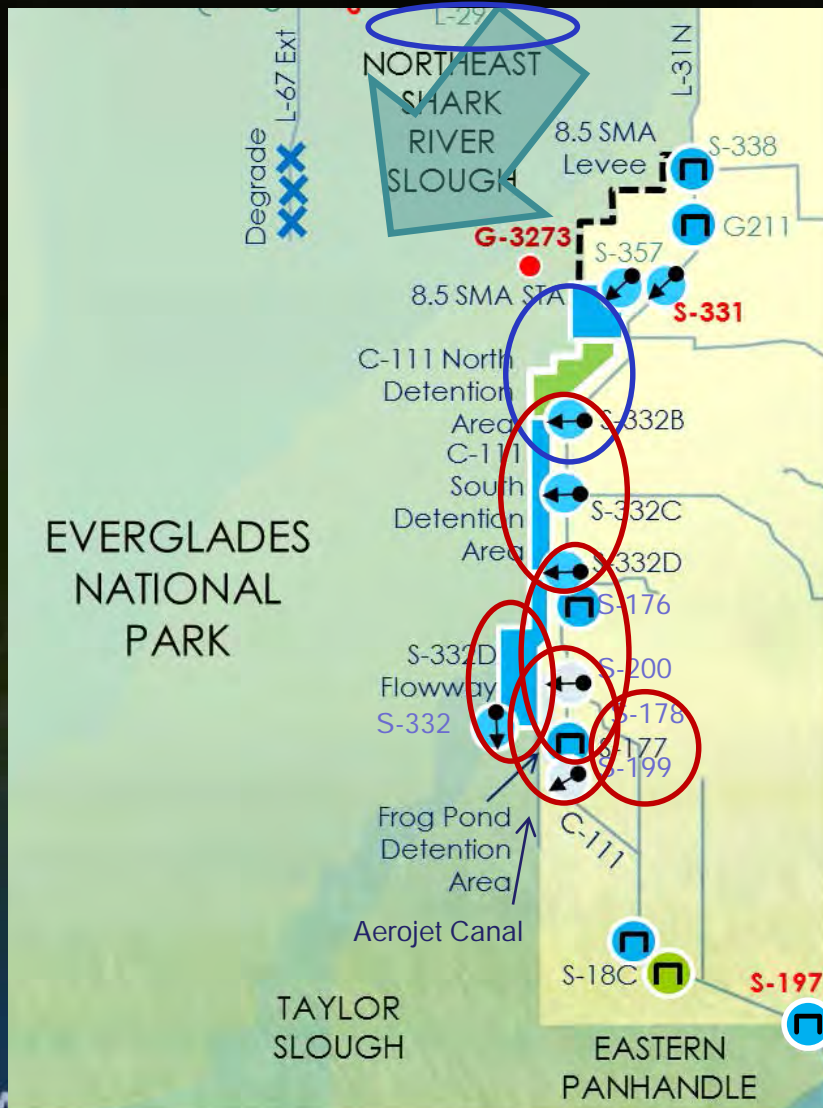 L-29
L-67 Ext
Degrade
NORTHEAST
SHARK
RIVER
SLOUGH
L-31N
8.5 SMA
Levee
S-338
G211
G-3273
S-357
8.5 SMA STA
S-331
C-111 North
Detention
Area
S-332B
C-111
South
Detention
Area
S-332C
S-332D
S-176
EVERGLADES
NATIONAL
PARK
S-332D
Flowway
S-200
S-332
S-178
S-177
S-199
Frog Pond
Detention
Area
C-111
Aerojet Canal
S-18C
S-197
TAYLOR
SLOUGH
EASTERN
PANHANDLE